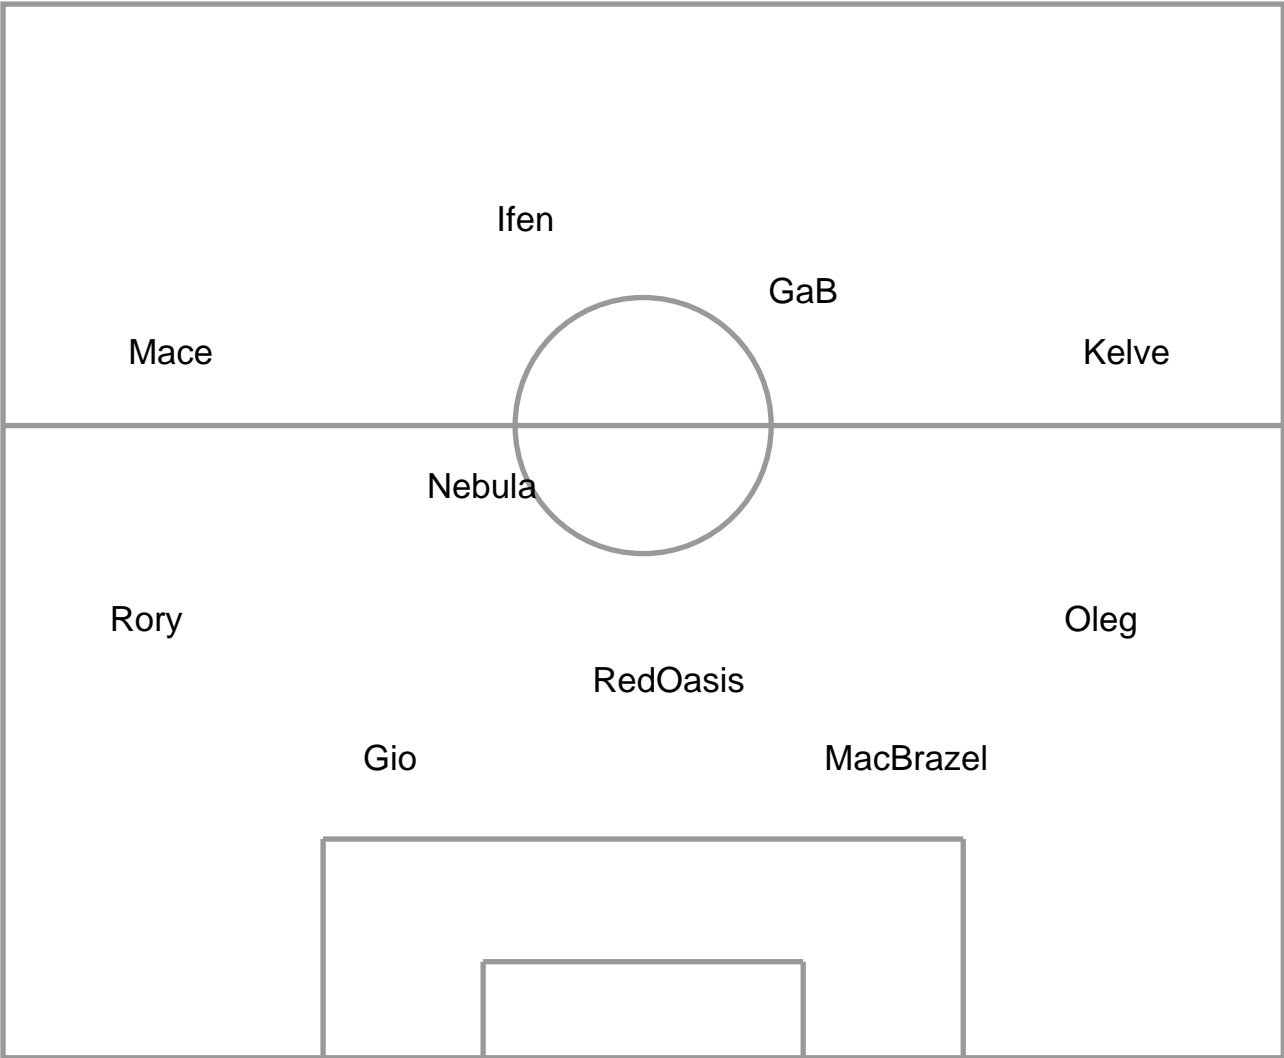 Ifen
GaB
Mace
Kelve
Nebula
Rory
Oleg
RedOasis
Gio
MacBrazel